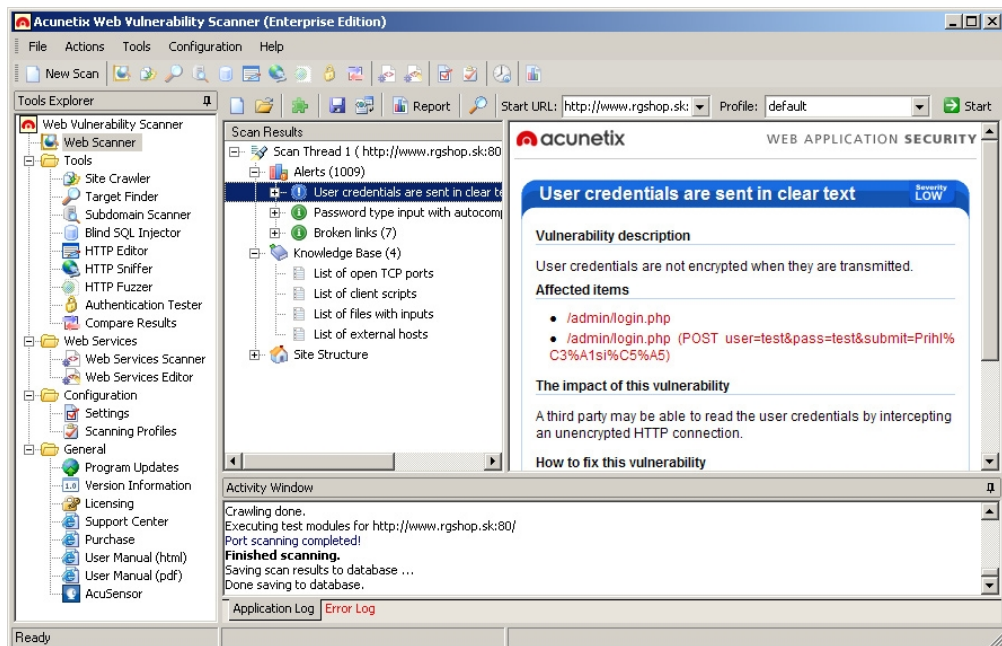 Acunetix Web Vulnerability Scanner (Enterprise Edition)
File Actions Tools Configuration Help
New Scan
Tools Explorer
Web Vulnerability Scanner
Web Scanner
Tools
Site Crawler
Target Finder
Subdomain Scanner
Blind SQL Injector
HTTP Editor
HTTP Sniffer
HTTP Fuzzer
Authentication Tester
Compare Results
Web Services
Web Services Scanner
Web Services Editor
Configuration
Settings
Scanning Profiles
General
Program Updates
Version Information
Licensing
Support Center
Purchase
User Manual (html)
User Manual (pdf)
AcuSensor
Report
Start URL: http://www.rgshop.sk: Profile: default Start
Scan Results
Scan Thread 1 ( http://www.rgshop.sk:80
Alerts (1009)
User credentials are sent in clear te
Password type input with autocom
Broken links (7)
Knowledge Base (4)
List of open TCP ports
List of client scripts
List of files with inputs
List of external hosts
Site Structure
acunetix WEB APPLICATION SECURITY
User credentials are sent in clear text Severity LOW
Vulnerability description
User credentials are not encrypted when they are transmitted.
Affected items
• /admin/login.php
• /admin/login.php (POST user=test&pass=test&submit=Prihl%
C3%A1si%C5%A5)
The impact of this vulnerability
A third party may be able to read the user credentials by intercepting
an unencrypted HTTP connection.
How to fix this vulnerability
Activity Window
Crawling done.
Executing test modules for http://www.rgshop.sk:80/
Port scanning completed!
Finished scanning.
Saving scan results to database ...
Done saving to database.
Application Log Error Log
Ready